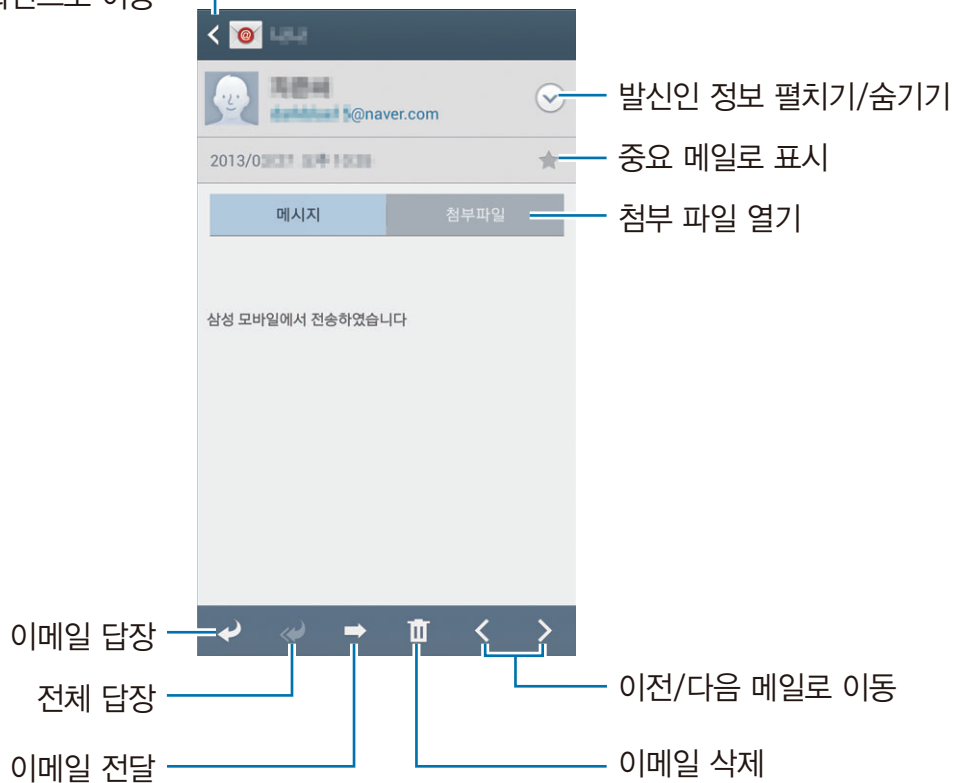 이동
@naver.com
발신인 정보 펼치기/숨기기
2013/0
중요 메일로 표시
메시지
첨부파일
첨부 파일 열기
삼성 모바일에서 전송하였습니다
이메일 답장
전체 답장
이전/다음 메일로 이동
이메일 전달
이메일 삭제